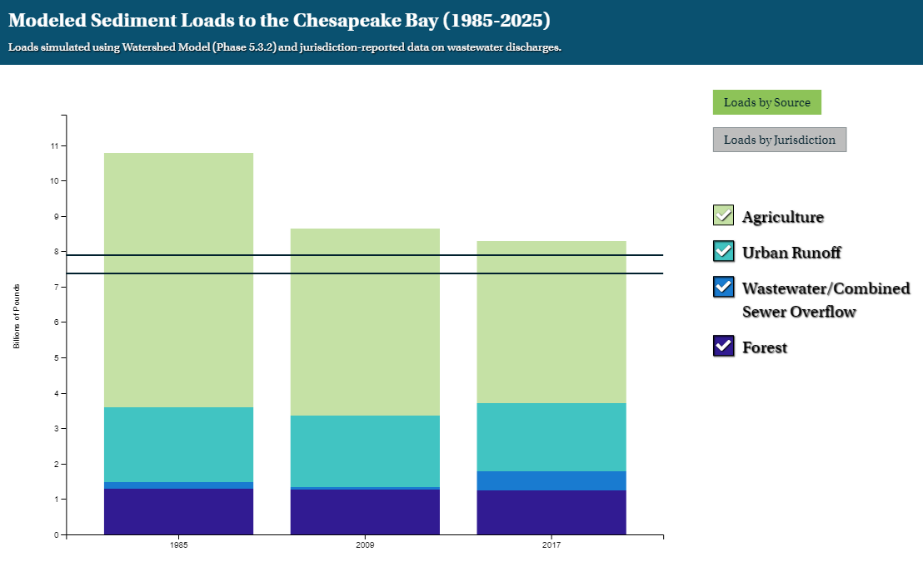 Modeled Sediment Loads to the Chesapeake Bay (1985-2025)
Loads simulated using Watershed Model (Phase 5.3.2) and jurisdiction-reported data on wastewater discharges.
Loads by Source
Loads by Jurisdiction
Agriculture
Urban Runoff
Wastewater/Combined
Sewer Overflow
Forest
Billions of Pounds
11
10
9
8
7
6
5
4
3
2
1
0
1985
2009
2017